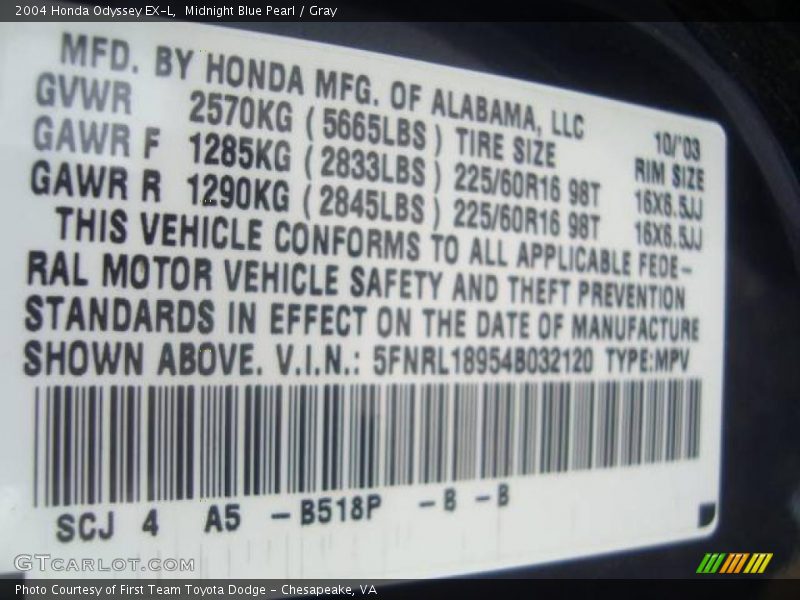 2004 Honda Odyssey EX-L, Midnight Blue Pearl / Gray
MFD. BY HONDA MFG. OF ALABAMA, LLC 10/'03
GVWR 2570KG (5665LBS) TIRE SIZE RIM SIZE
GAWR F 1285KG (2833LBS) 225/60R16 98T 16X6.5JJ
GAWR R 1290KG (2845LBS) 225/60R16 98T 16X6.5JJ
THIS VEHICLE CONFORMS TO ALL APPLICABLE FEDE-
RAL MOTOR VEHICLE SAFETY AND THEFT PREVENTION
STANDARDS IN EFFECT ON THE DATE OF MANUFACTURE
SHOWN ABOVE. V.I.N.: 5FNRL18954B032120 TYPE:MPV
SCJ 4 A5 -B518P -B -B
GTCARLOT.COM
Photo Courtesy of First Team Toyota Dodge - Chesapeake, VA